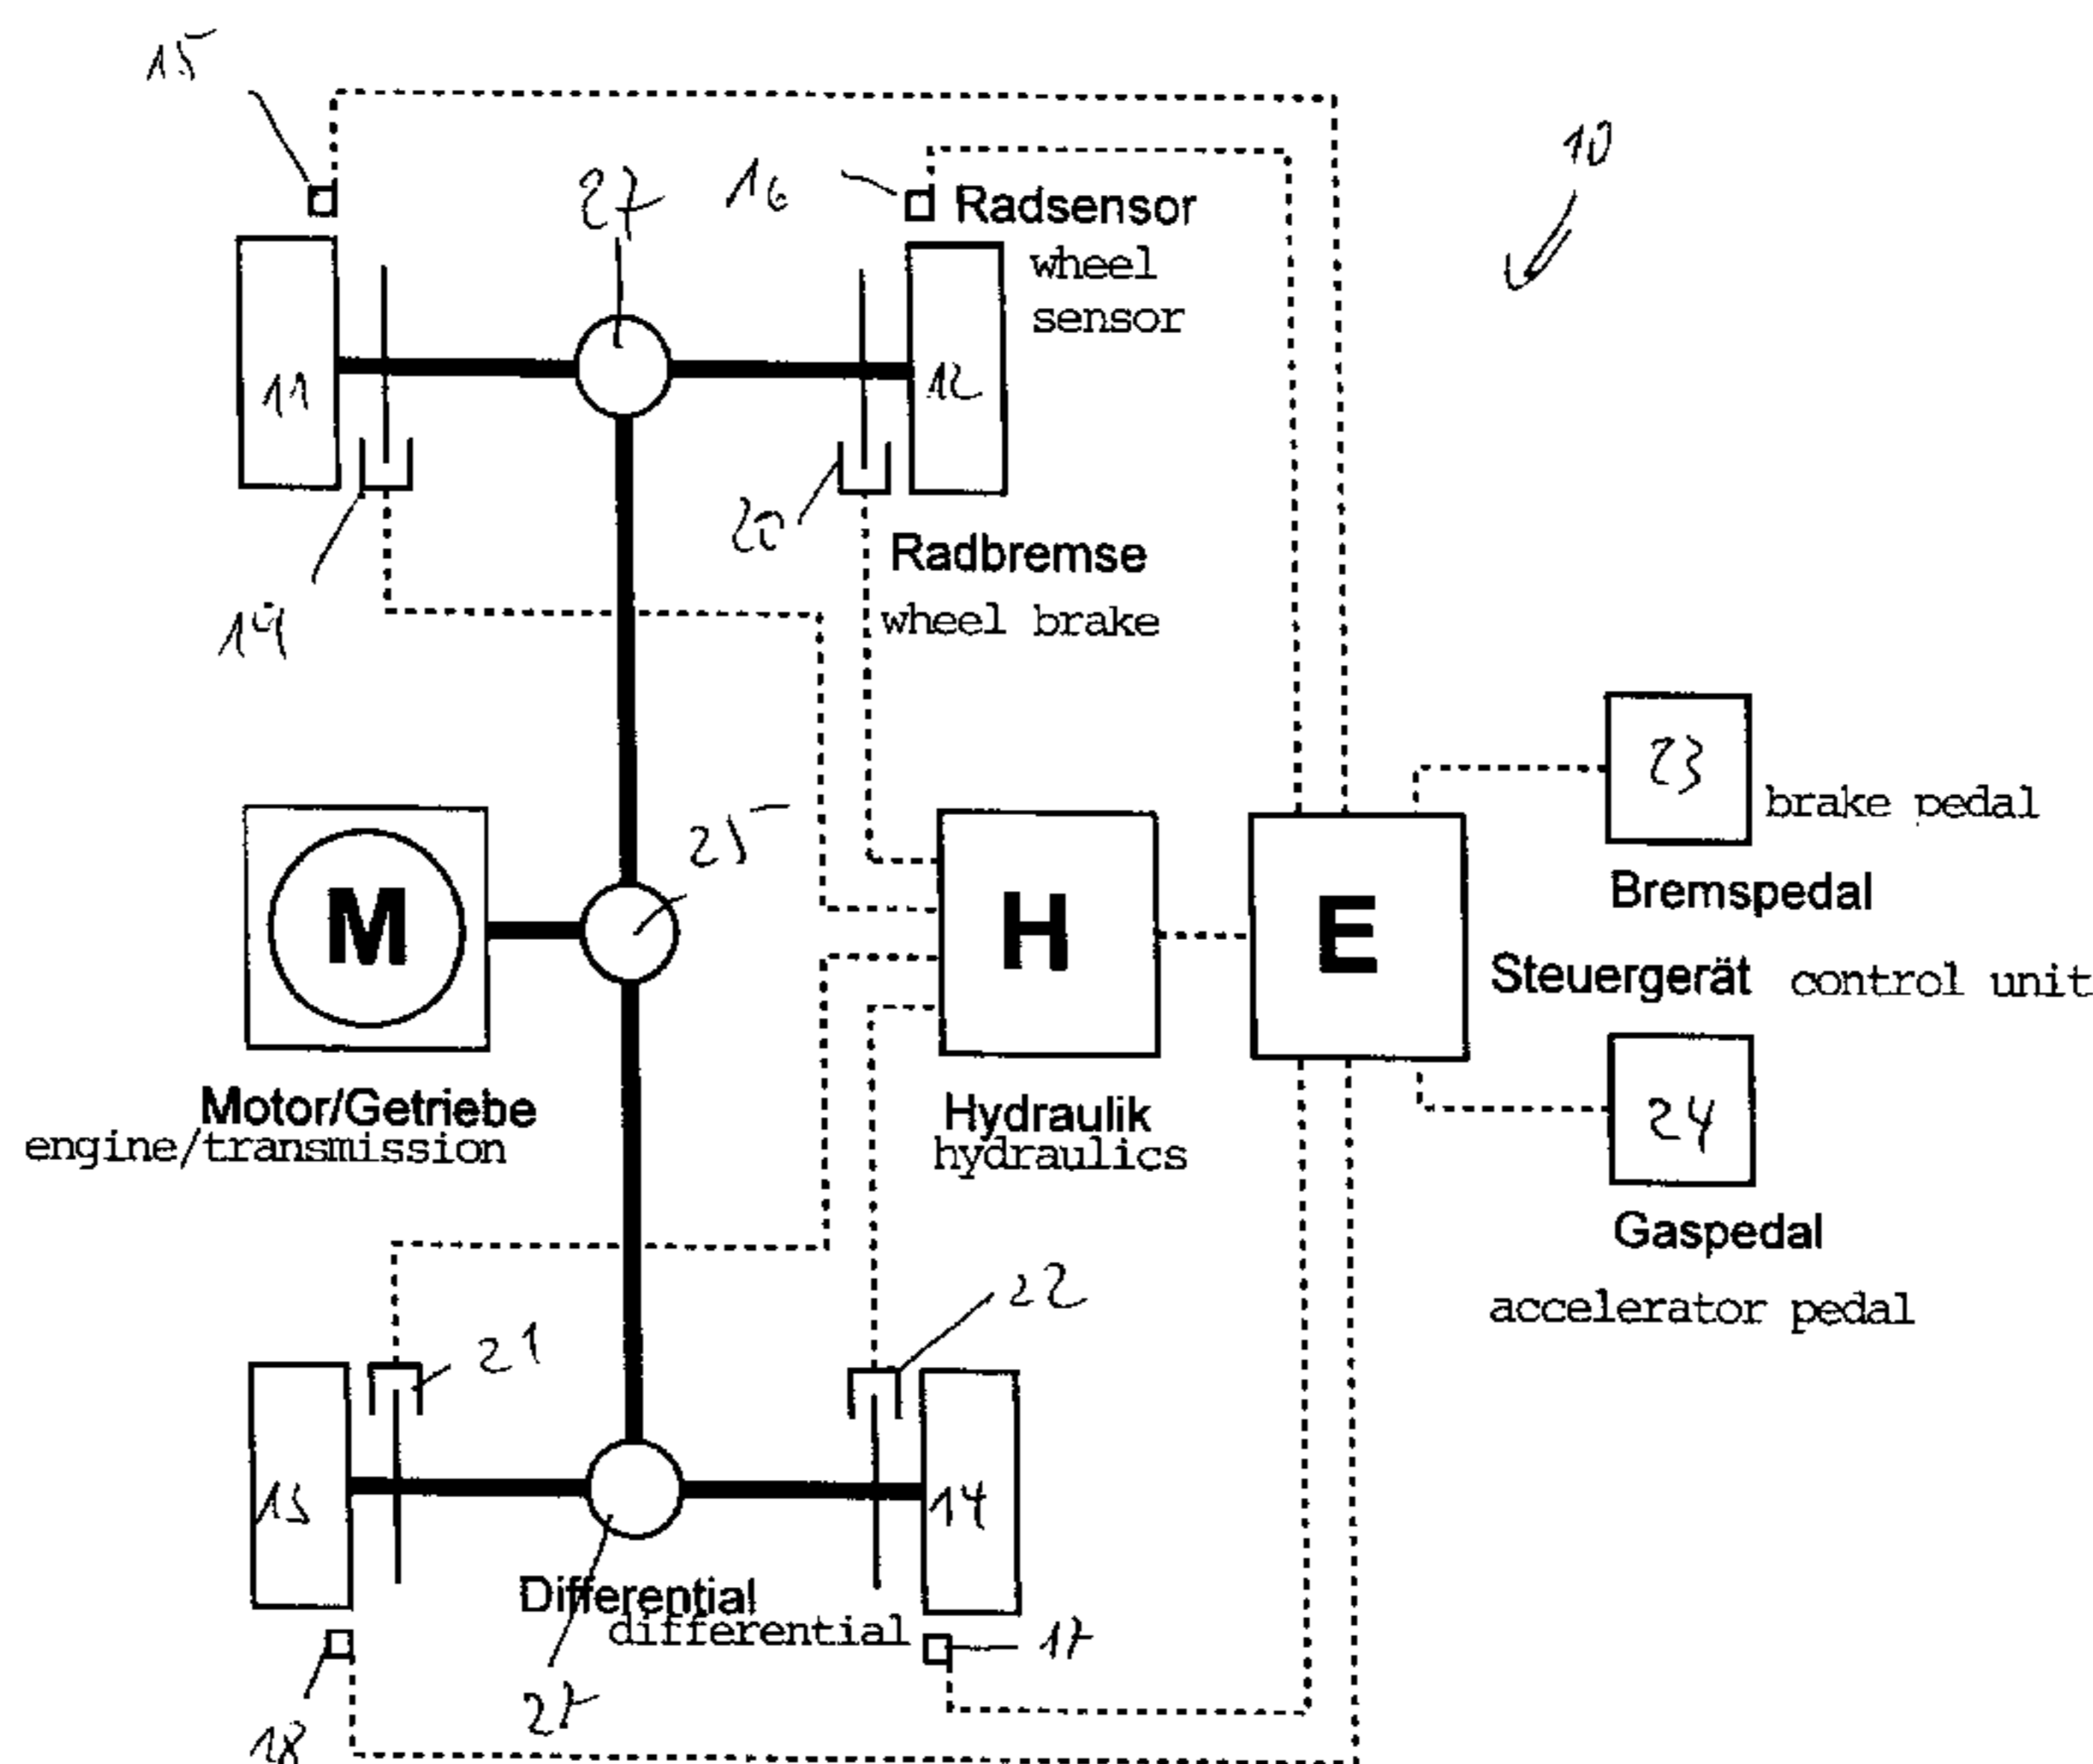 15
10
27
16
Radsensor
wheel
sensor
11
12
20
Radbremse
19
wheel brake
23
brake pedal
25
Bremspedal
M
H
E
Steuergerät control unit
Motor/Getriebe
engine/transmission
Hydraulik
hydraulics
24
Gaspedal
accelerator pedal
22
21
13
14
Differential
differential
17
27
18